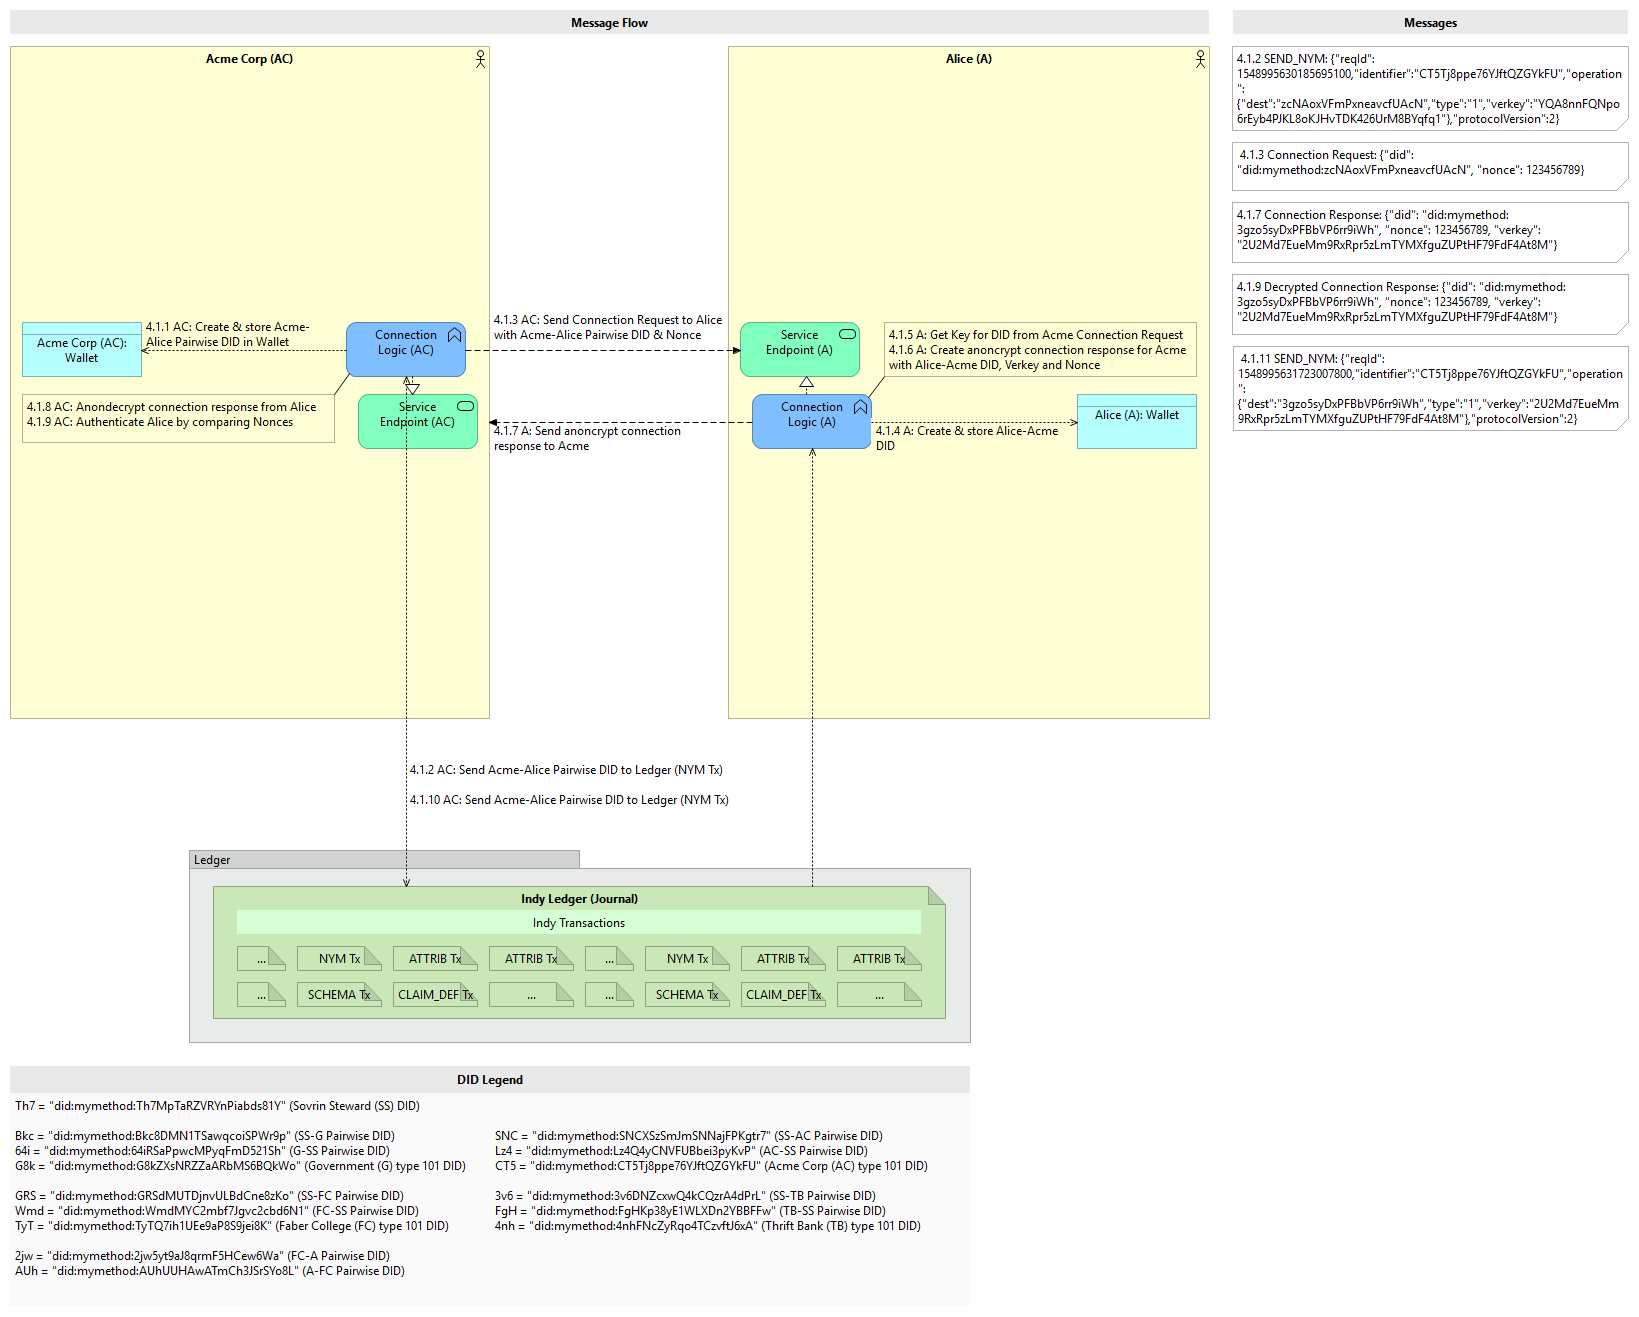 Message Flow
Messages
Acme Corp (AC)
Alice (A)
4.1.2 SEND_NYM: {"reqId":
1548995630185695100,"identifier":"CT5Tj8ppe76YJftQZGYkFU","operation
":
{"dest":"zcNAoxVFmPxneavcfUAcN","type":"1","verkey":"YQA8nnFQNpo
6rEyb4PJKL8oKJHvTDK426UrM8BYqfq1"},"protocolVersion":2}
4.1.3 Connection Request: {"did":
"did:mymethod:zcNAoxVFmPxneavcfUAcN", "nonce": 123456789}
4.1.7 Connection Response: {"did": "did:mymethod:
3gzo5syDxPFBbVP6rr9iWh", "nonce": 123456789, "verkey":
"2U2Md7EueMm9RxRpr5zLmTYMXfguZUPtHF79FdF4At8M"}
4.1.9 Decrypted Connection Response: {"did": "did:mymethod:
3gzo5syDxPFBbVP6rr9iWh", "nonce": 123456789, "verkey":
"2U2Md7EueMm9RxRpr5zLmTYMXfguZUPtHF79FdF4At8M"}
4.1.11 SEND_NYM: {"reqId":
1548995631723007800,"identifier":"CT5Tj8ppe76YJftQZGYkFU","operation
":
{"dest":"3gzo5syDxPFBbVP6rr9iWh","type":"1","verkey":"2U2Md7EueMm
9RxRpr5zLmTYMXfguZUPtHF79FdF4At8M"},"protocolVersion":2}
Acme Corp (AC):
Wallet
4.1.1 AC: Create & store Acme-
Alice Pairwise DID in Wallet
Connection
Logic (AC)
4.1.3 AC: Send Connection Request to Alice
with Acme-Alice Pairwise DID & Nonce
Service
Endpoint (A)
4.1.5 A: Get Key for DID from Acme Connection Request
4.1.6 A: Create anoncrypt connection response for Acme
with Alice-Acme DID, Verkey and Nonce
4.1.8 AC: Anondecrypt connection response from Alice
4.1.9 AC: Authenticate Alice by comparing Nonces
Service
Endpoint (AC)
4.1.7 A: Send anoncrypt connection
response to Acme
Connection
Logic (A)
4.1.4 A: Create & store Alice-Acme
DID
Alice (A): Wallet
4.1.2 AC: Send Acme-Alice Pairwise DID to Ledger (NYM Tx)
4.1.10 AC: Send Acme-Alice Pairwise DID to Ledger (NYM Tx)
Ledger
Indy Ledger (Journal)
Indy Transactions
... NYM Tx ATTRIB Tx ATTRIB Tx ... NYM Tx ATTRIB Tx ATTRIB Tx
... SCHEMA Tx CLAIM_DEF Tx ... ... SCHEMA Tx CLAIM_DEF Tx ...
DID Legend
Th7 = "did:mymethod:Th7MpTaRZVRYnPiabds81Y" (Sovrin Steward (SS) DID)
Bkc = "did:mymethod:Bkc8DMN1TSawqcoiSPWr9p" (SS-G Pairwise DID)
64i = "did:mymethod:64iRSaPpwcMPyqFmD521Sh" (G-SS Pairwise DID)
G8k = "did:mymethod:G8kZXsNRZZaARbMS6BQkWo" (Government (G) type 101 DID)
GRS = "did:mymethod:GRSdMUTDjnvULBdCne8zKo" (SS-FC Pairwise DID)
Wmd = "did:mymethod:WmdMYC2mbf7Jgvc2cbd6N1" (FC-SS Pairwise DID)
TyT = "did:mymethod:TyTQ7ih1UEe9aP8S9jei8K" (Faber College (FC) type 101 DID)
2jw = "did:mymethod:2jw5yt9aJ8qrmF5HCew6Wa" (FC-A Pairwise DID)
AUh = "did:mymethod:AUhUUHAwATmCh3JSrSYo8L" (A-FC Pairwise DID)
SNC = "did:mymethod:SNCXSzSmJmSNNajFPKgtr7" (SS-AC Pairwise DID)
Lz4 = "did:mymethod:Lz4Q4yCNVFUBbei3pyKvP" (AC-SS Pairwise DID)
CT5 = "did:mymethod:CT5Tj8ppe76YJftQZGYkFU" (Acme Corp (AC) type 101 DID)
3v6 = "did:mymethod:3v6DNZcxwQ4kCQzrA4dPrL" (SS-TB Pairwise DID)
FgH = "did:mymethod:FgHKp38yE1WLXDn2YBBFFw" (TB-SS Pairwise DID)
4nh = "did:mymethod:4nhFNcZyRqo4TCzvftJ6xA" (Thrift Bank (TB) type 101 DID)